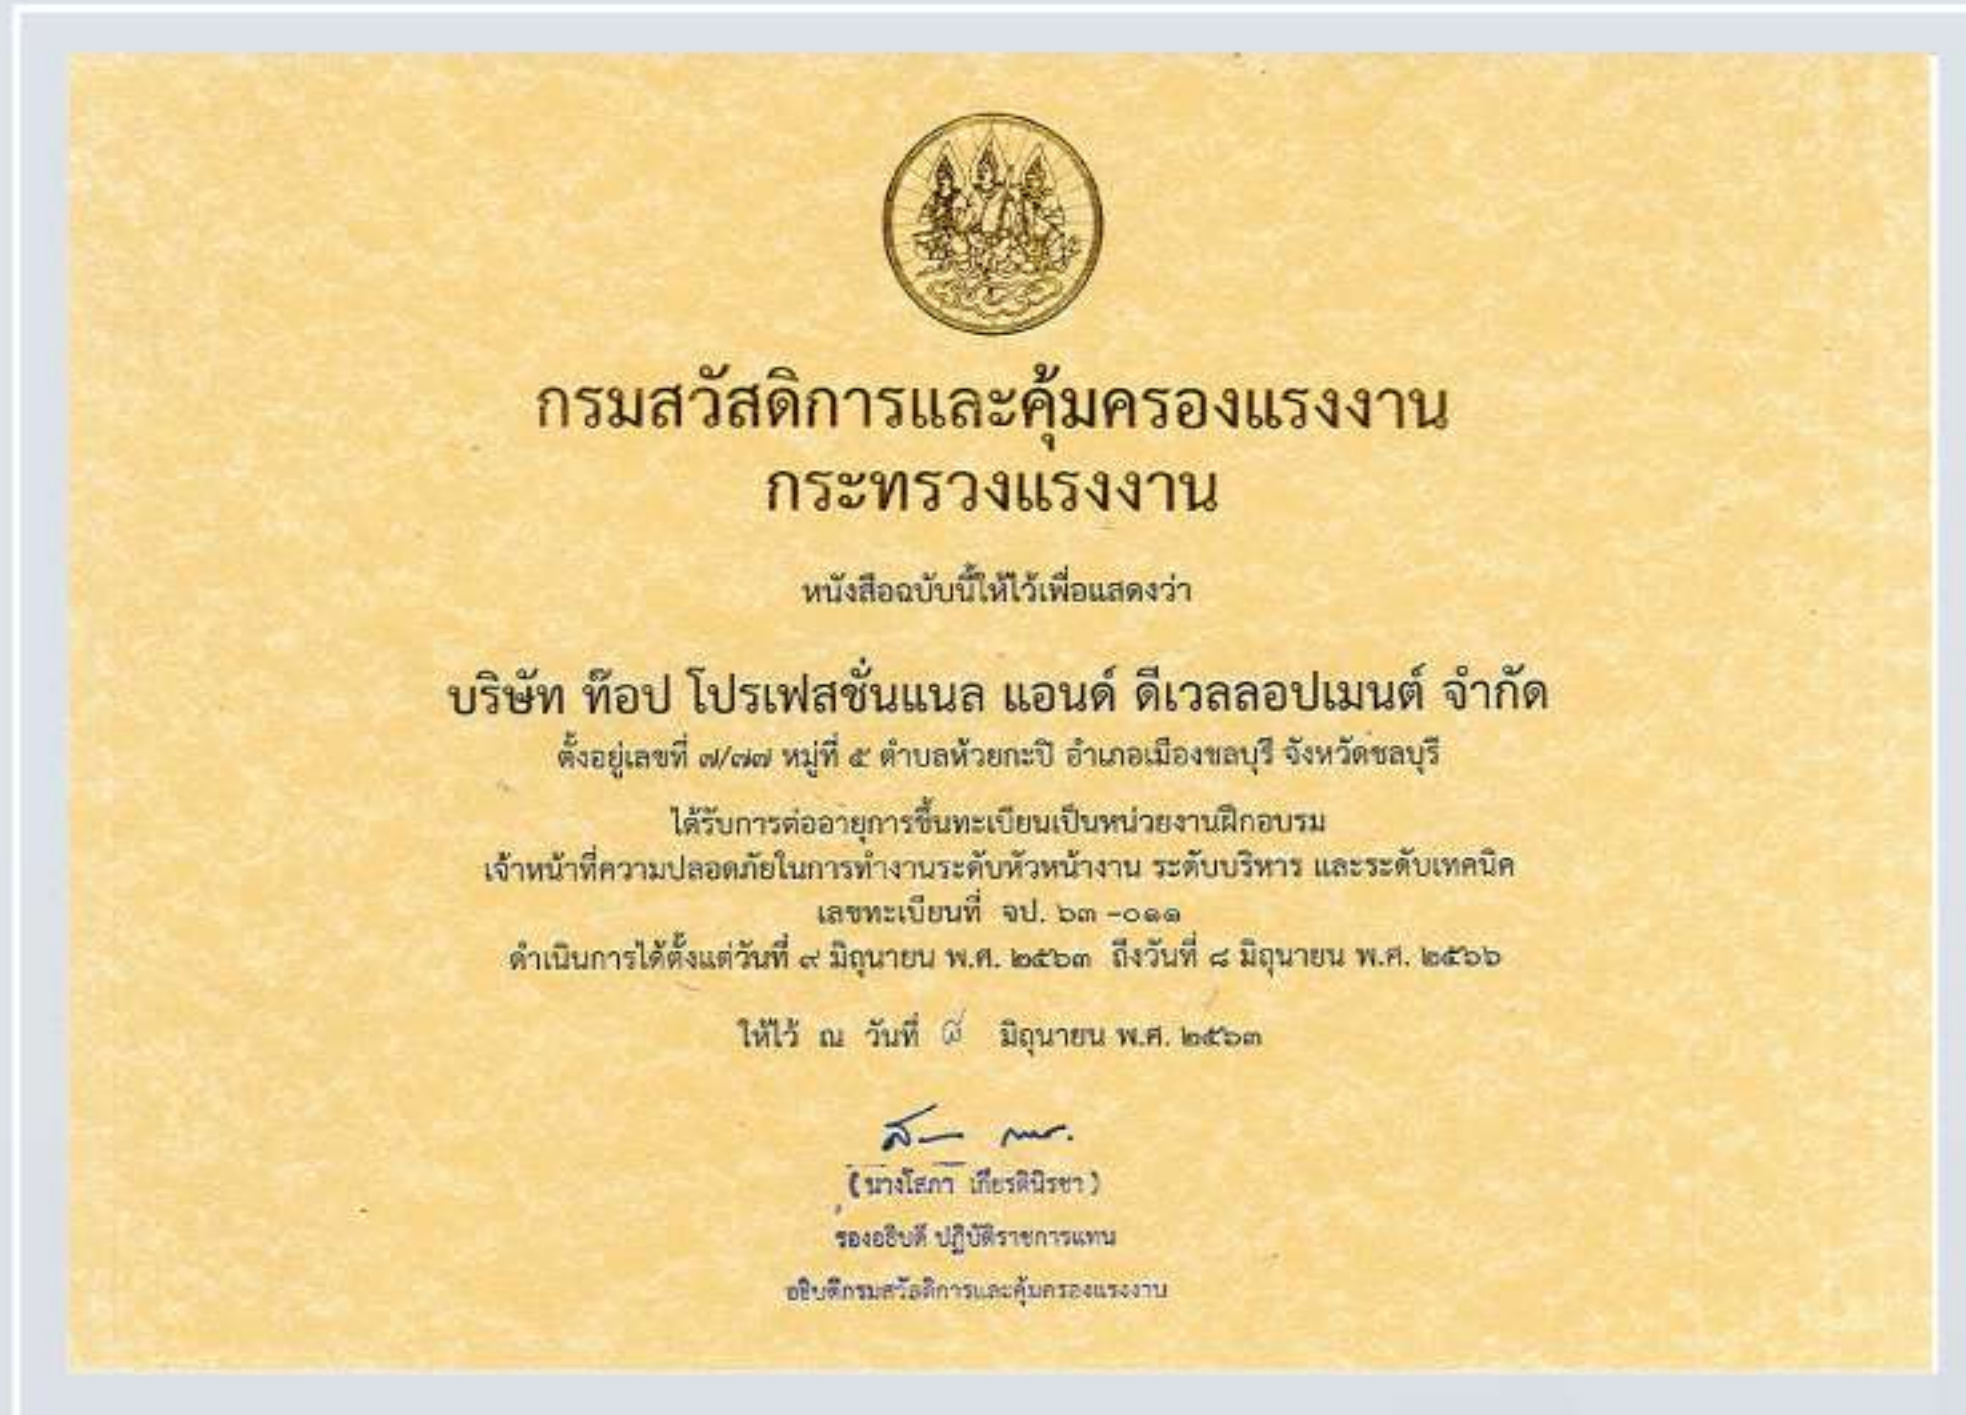 กรมสวัสดิการและคุ้มครองแรงงาน
กระทรวงแรงงาน
หนังสือฉบับนี้ให้ไว้เพื่อแสดงว่า
บริษัท ท๊อป โปรเฟสชั่นแนล แอนด์ ดีเวลลอปเมนต์ จำกัด
ตั้งอยู่เลขที่ ๗/๗๗ หมู่ที่ ๕ ตำบลห้วยกะปิ อำเภอเมืองชลบุรี จังหวัดชลบุรี
ได้รับการต่ออายุการขึ้นทะเบียนเป็นหน่วยงานฝึกอบรม
เจ้าหน้าที่ความปลอดภัยในการทำงานระดับหัวหน้างาน ระดับบริหาร และระดับเทคนิค
เลขทะเบียนที่ จป. ๖๓ -๐๑๑
ดำเนินการได้ตั้งแต่วันที่ ๙ มิถุนายน พ.ศ. ๒๕๖๓ ถึงวันที่ ๘ มิถุนายน พ.ศ. ๒๕๖๖
ให้ไว้ ณ วันที่ ๘ มิถุนายน พ.ศ. ๒๕๖๓
(นางโสภา เกียรตินิรชา)
รองอธิบดี ปฏิบัติราชการแทน
อธิบดีกรมสวัสดิการและคุ้มครองแรงงาน